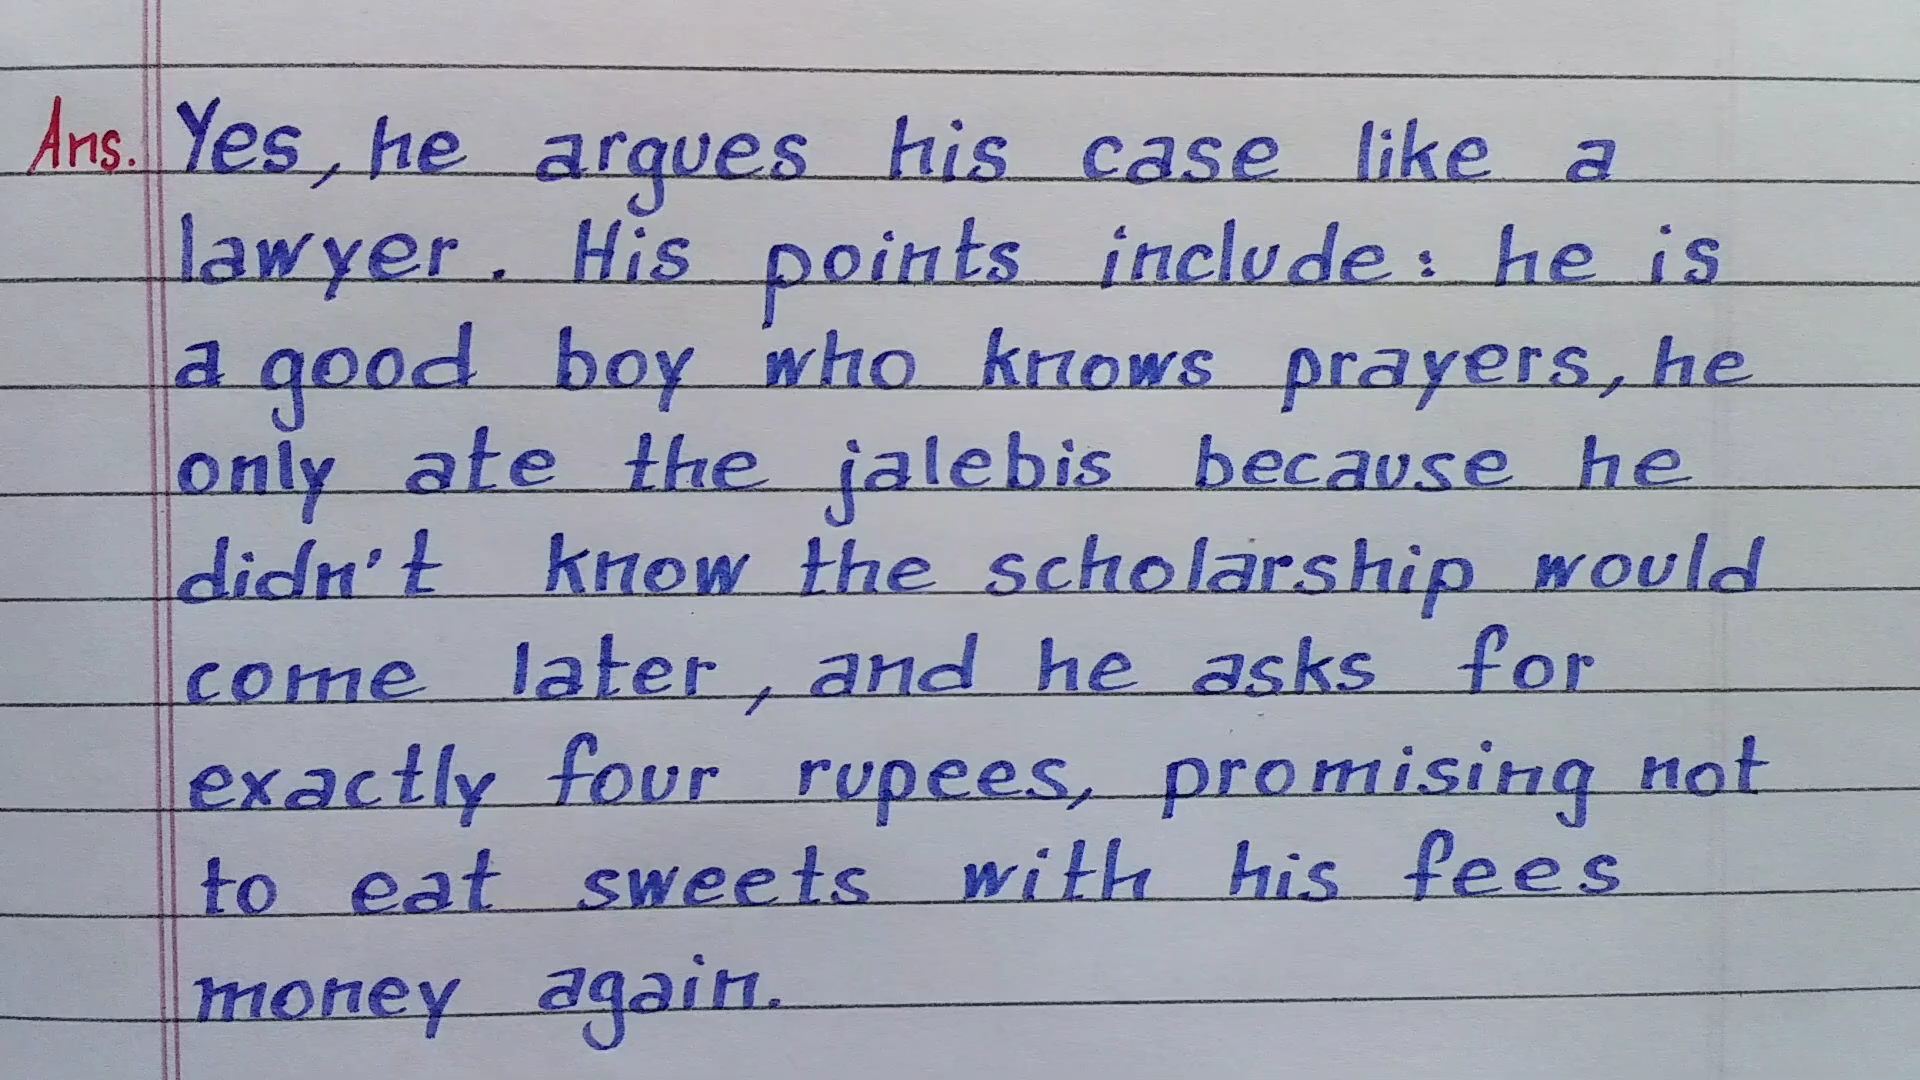 Ans. Yes, he argues his case like a
lawyer. His points include: he is
a good boy who knows prayers, he
only ate the jalebis because he
didn't know the scholarship would
come later, and he asks for
exactly four rupees, promising not
to eat sweets with his fees
money again.